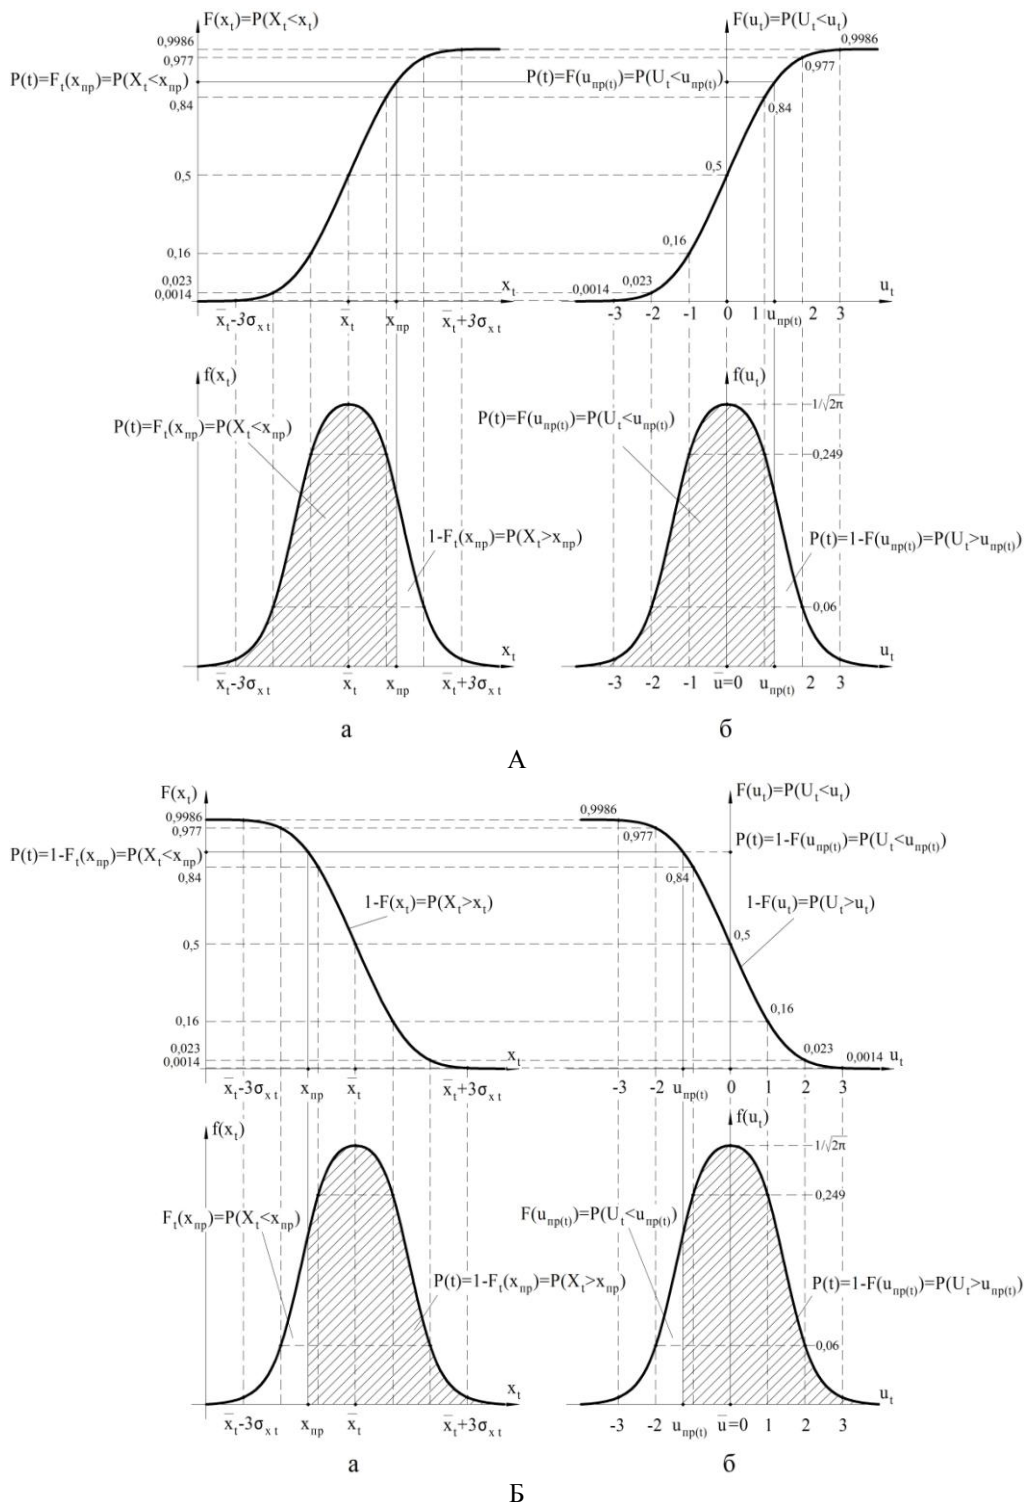 F(xₜ)=P(Xₜ<xₜ)
F(uₜ)=P(Uₜ<uₜ)
0,9986
0,977
P(t)=Fₜ(xпр)=P(Xₜ<xпр)
0,84
0,5
0,16
0,023
0,0014
xₜ
x̄ₜ-3σₓₜ
x̄ₜ
xпр
x̄ₜ+3σₓₜ
0,9986
0,977
P(t)=F(uпр(t))=P(Uₜ<uпр(t))
0,84
0,5
0,16
0,023
0,0014
uₜ
-3 -2 -1 0 1 uпр(t) 2 3
f(xₜ)
P(t)=Fₜ(xпр)=P(Xₜ<xпр)
1-Fₜ(xпр)=P(Xₜ>xпр)
xₜ
x̄ₜ-3σₓₜ x̄ₜ xпр x̄ₜ+3σₓₜ
f(uₜ)
1/√2π
P(t)=F(uпр(t))=P(Uₜ<uпр(t))
0,249
P(t)=1-F(uпр(t))=P(Uₜ>uпр(t))
0,06
uₜ
-3 -2 -1 ū=0 uпр(t) 2 3
а
б
А
F(xₜ)
F(uₜ)=P(Uₜ<uₜ)
0,9986
0,977
P(t)=1-Fₜ(xпр)=P(Xₜ<xпр)
0,84
1-F(xₜ)=P(Xₜ>xₜ)
0,5
0,16
0,023
0,0014
xₜ
x̄ₜ-3σₓₜ xпр x̄ₜ x̄ₜ+3σₓₜ
0,9986
0,977
P(t)=1-F(uпр(t))=P(Uₜ<uпр(t))
0,84
1-F(uₜ)=P(Uₜ>uₜ)
0,5
0,16
0,023
0,0014
uₜ
-3 -2 uпр(t) 0 1 2 3
f(xₜ)
Fₜ(xпр)=P(Xₜ<xпр)
P(t)=1-Fₜ(xпр)=P(Xₜ>xпр)
xₜ
x̄ₜ-3σₓₜ xпр x̄ₜ x̄ₜ+3σₓₜ
f(uₜ)
1/√2π
0,249
F(uпр(t))=P(Uₜ<uпр(t))
P(t)=1-F(uпр(t))=P(Uₜ>uпр(t))
0,06
uₜ
-3 -2 uпр(t) ū=0 1 2 3
а
б
Б